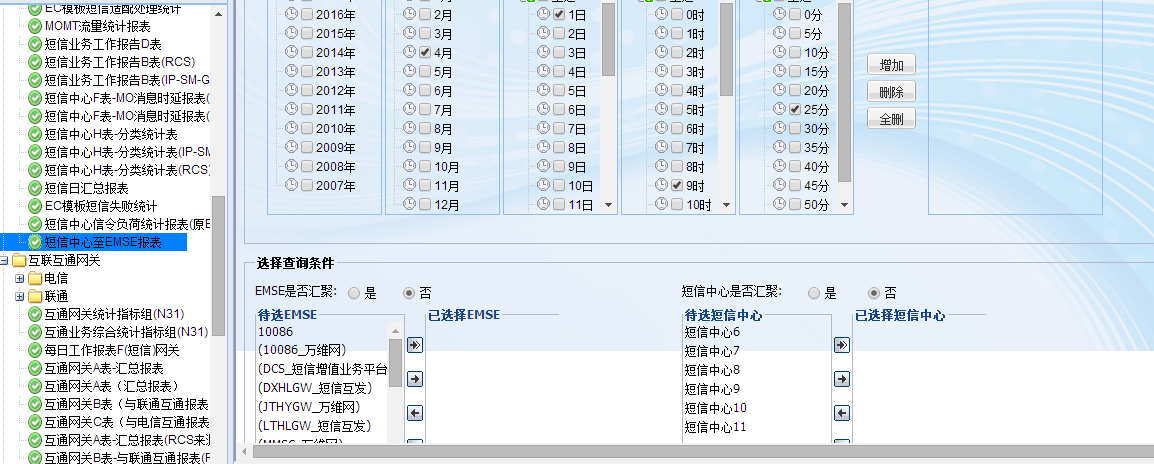 EC模板短信适配处理统计
MOMT流量统计报表
短信业务工作报告D表
短信业务工作报告B表(RCS)
短信业务工作报告B表(IP-SM-G
短信中心F表-MO消息时延报表(
短信中心F表-MO消息时延报表(
短信中心H表-分类统计表
短信中心H表-分类统计表(IP-SM
短信中心H表-分类统计表(RCS)
短信日汇总报表
EC模板短信失败统计
短信中心信令负荷统计报表(原E
短信中心至EMSE报表
互联互通网关
电信
联通
互通网关统计指标组(N31)
互通业务综合统计指标组(N31)
每日工作报表F(短信)网关
互通网关A表-汇总报表
互通网关A表（汇总报表）
互通网关B表（与联通互通报表
互通网关C表（与电信互通报表
互通网关A表-汇总报表(RCS来源
互通网关B表-与联通互通报表(F
2016年
2015年
2014年
2013年
2012年
2011年
2010年
2009年
2008年
2007年
2月
3月
4月
5月
6月
7月
8月
9月
10月
11月
12月
1日
2日
3日
4日
5日
6日
7日
8日
9日
10日
11日
0时
1时
2时
3时
4时
5时
6时
7时
8时
9时
10时
0分
5分
10分
15分
20分
25分
30分
35分
40分
45分
50分
增加
删除
全删
选择查询条件
EMSE是否汇聚: 是 否
短信中心是否汇聚: 是 否
待选EMSE
10086
(10086_万维网)
(DCS_短信增值业务平台
(DXHLGW_短信互发)
(JTHYGW_万维网)
(LTHLGW_短信互发)
(MMSC_万维网)
已选择EMSE
待选短信中心
短信中心6
短信中心7
短信中心8
短信中心9
短信中心10
短信中心11
已选择短信中心